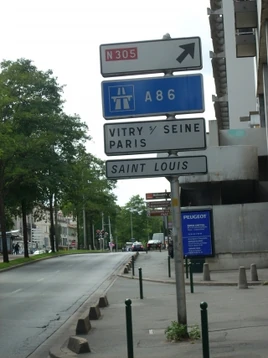 N305
A86
VITRY S/ SEINE
PARIS
SAINT LOUIS
PEUGEOT